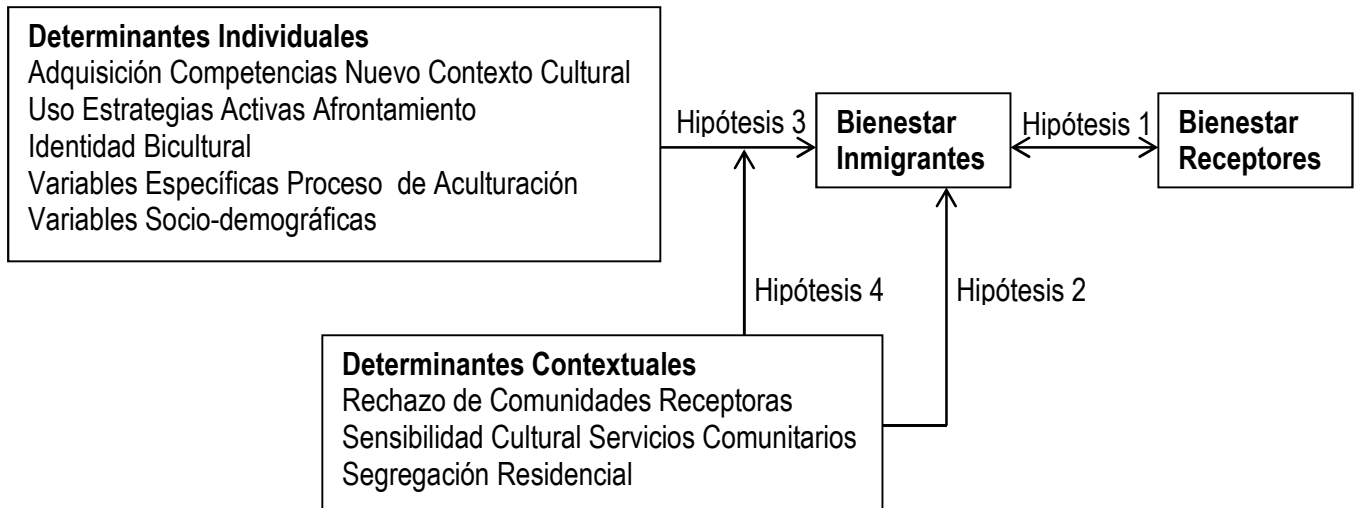 Determinantes Individuales
Adquisición Competencias Nuevo Contexto Cultural
Uso Estrategias Activas Afrontamiento
Identidad Bicultural
Variables Específicas Proceso de Aculturación
Variables Socio-demográficas
Hipótesis 3
Bienestar
Inmigrantes
Hipótesis 1
Bienestar
Receptores
Hipótesis 4
Hipótesis 2
Determinantes Contextuales
Rechazo de Comunidades Receptoras
Sensibilidad Cultural Servicios Comunitarios
Segregación Residencial